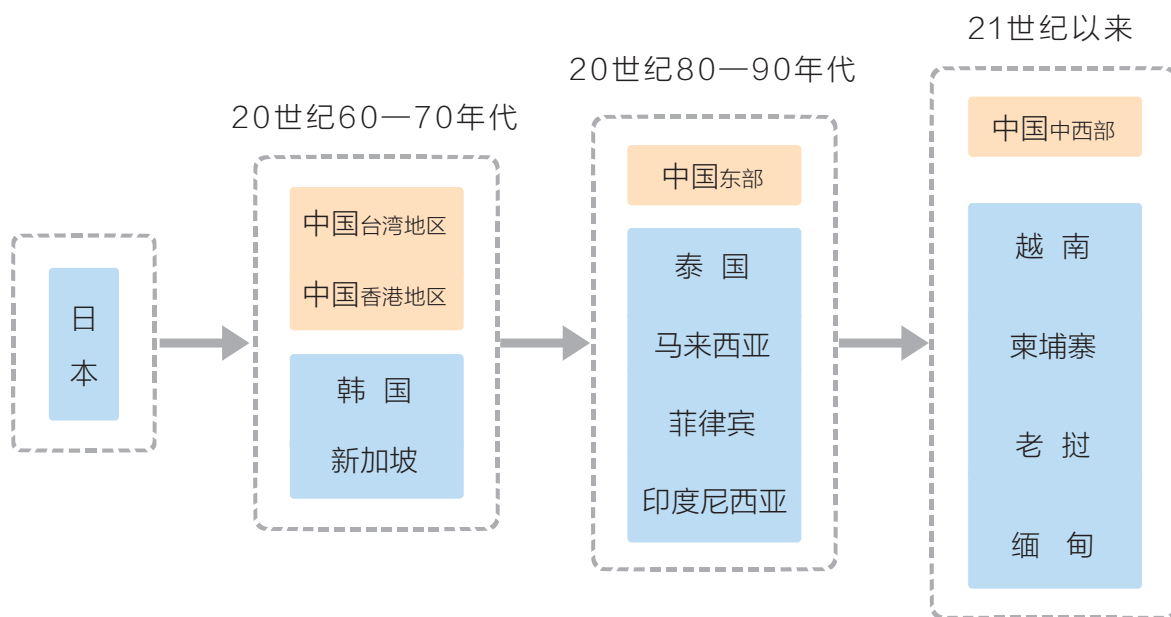 日
本
20世纪60—70年代
中国台湾地区
中国香港地区
韩国
新加坡
20世纪80—90年代
中国东部
泰国
马来西亚
菲律宾
印度尼西亚
21世纪以来
中国中西部
越南
柬埔寨
老挝
缅甸